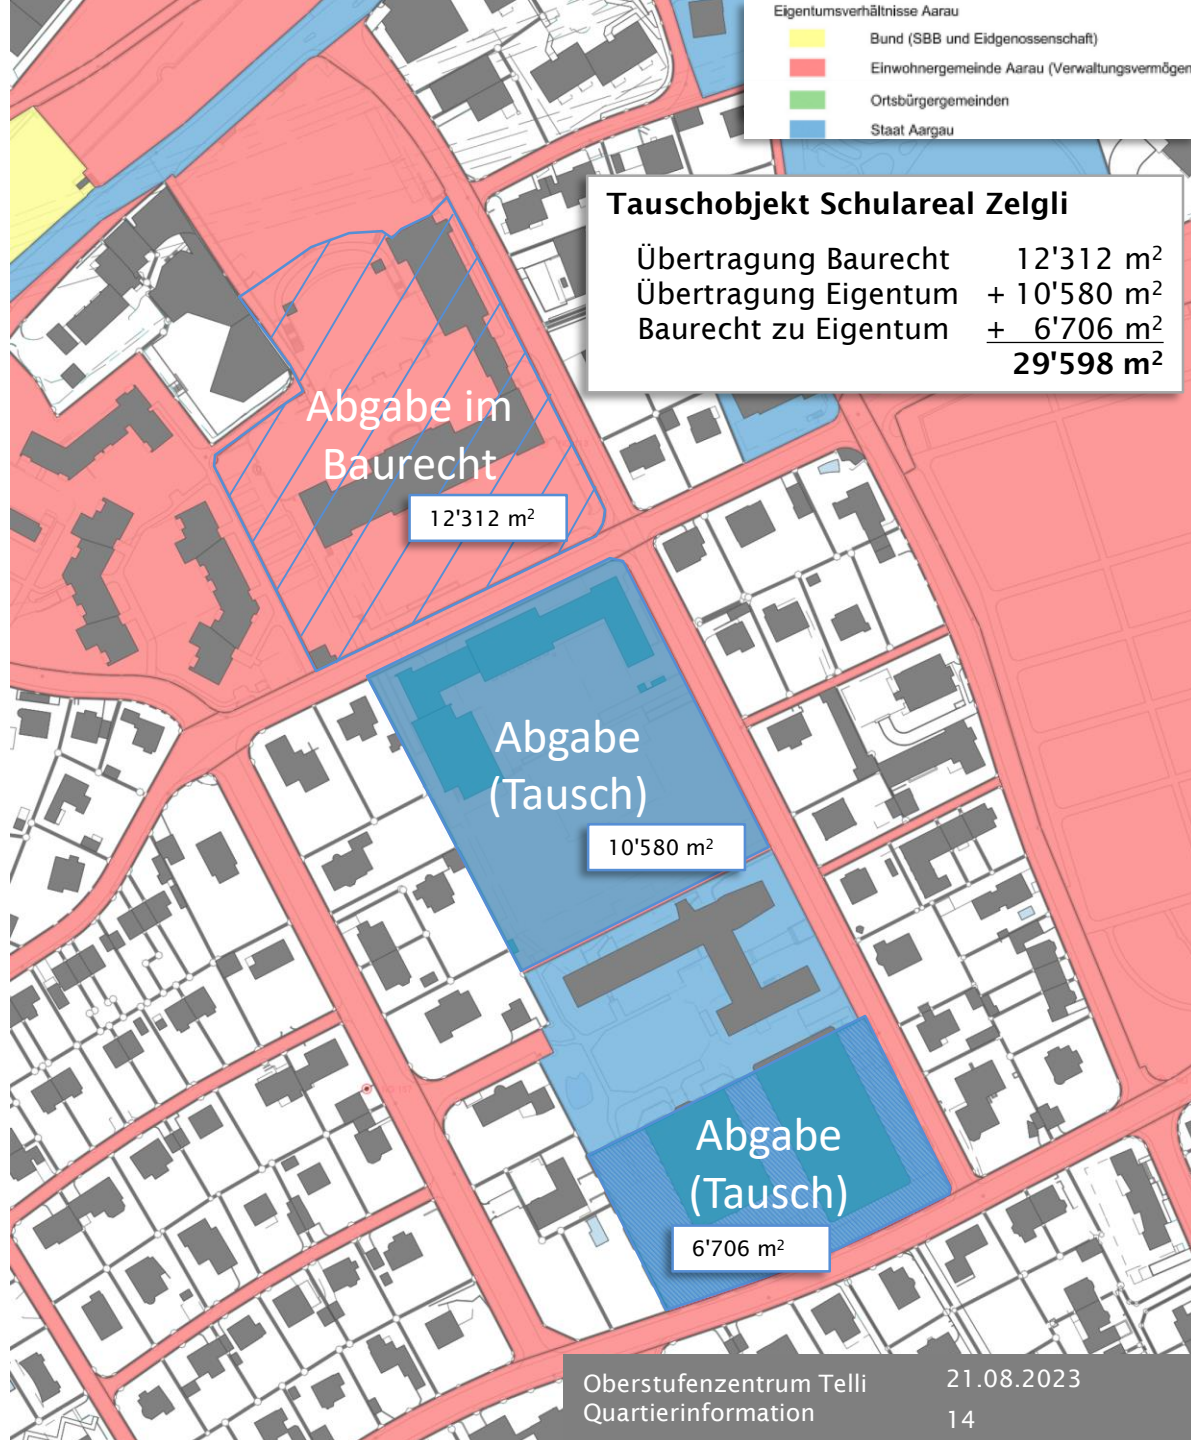 Eigentumsverhältnisse Aarau
Bund (SBB und Eidgenossenschaft)
Einwohnergemeinde Aarau (Verwaltungsvermögen
Ortsbürgergemeinden
Staat Aargau
Tauschobjekt Schulareal Zelgli
Übertragung Baurecht 12'312 m²
Übertragung Eigentum + 10'580 m²
Baurecht zu Eigentum + 6'706 m²
29'598 m²
Abgabe im
Baurecht
12'312 m²
Abgabe
(Tausch)
10'580 m²
Abgabe
(Tausch)
6'706 m²
Oberstufenzentrum Telli 21.08.2023
Quartierinformation 14